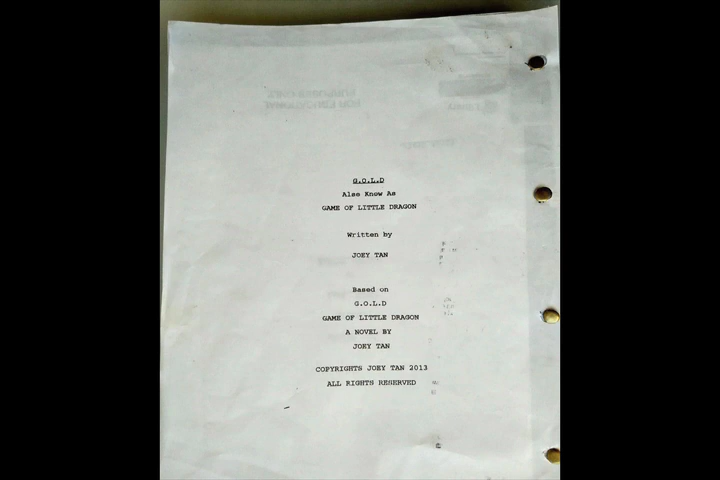 G.O.L.D
Also Know As
GAME OF LITTLE DRAGON
Written by
JOEY TAN
Based on
G.O.L.D
GAME OF LITTLE DRAGON
A NOVEL BY
JOEY TAN
COPYRIGHTS JOEY TAN 2013
ALL RIGHTS RESERVED